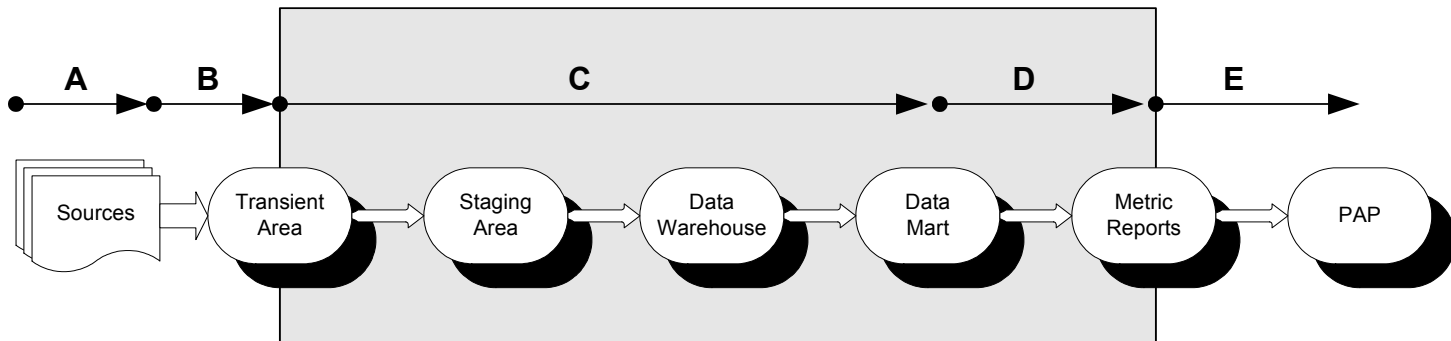 A
B
C
D
E
Sources
Transient
Area
Staging
Area
Data
Warehouse
Data
Mart
Metric
Reports
PAP